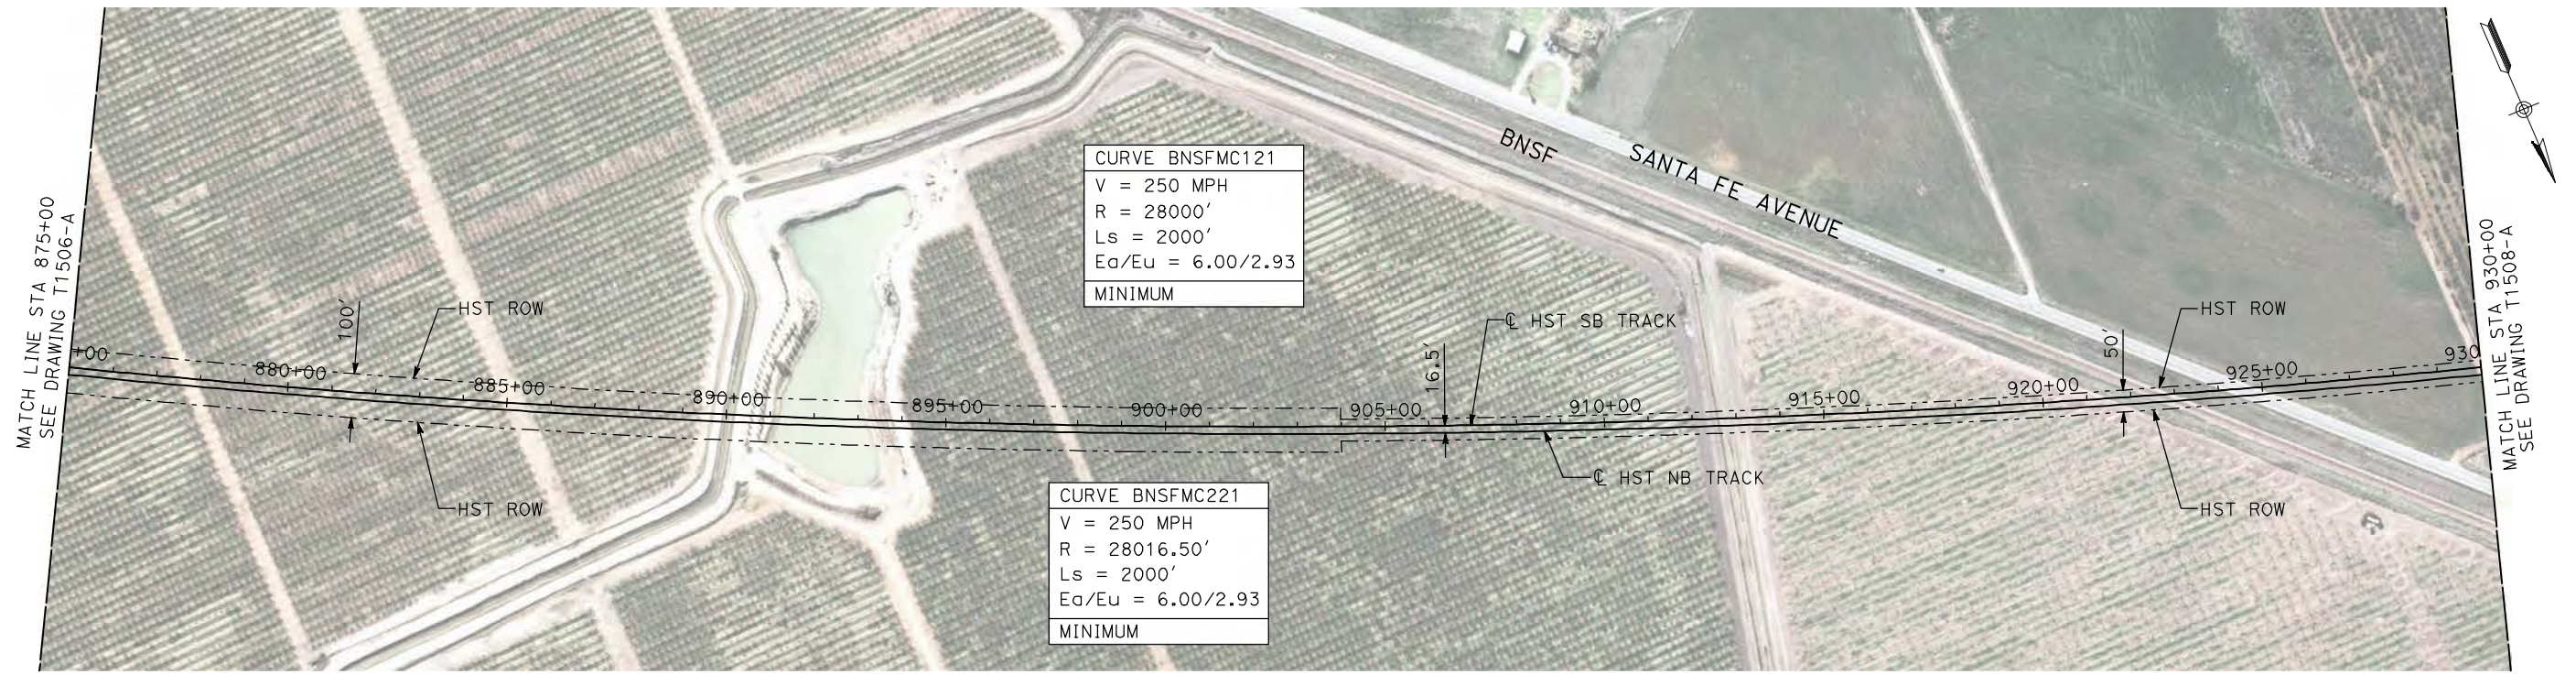 MATCH LINE STA 875+00
SEE DRAWING T1506-A
+00
880+00
100'
HST ROW
HST ROW
885+00
890+00
895+00
900+00
905+00
910+00
915+00
920+00
925+00
930
CURVE BNSFMC121
V = 250 MPH
R = 28000'
Ls = 2000'
Ea/Eu = 6.00/2.93
MINIMUM
CURVE BNSFMC221
V = 250 MPH
R = 28016.50'
Ls = 2000'
Ea/Eu = 6.00/2.93
MINIMUM
16.5'
℄ HST SB TRACK
℄ HST NB TRACK
BNSF
SANTA FE AVENUE
50'
HST ROW
HST ROW
MATCH LINE STA 930+00
SEE DRAWING T1508-A